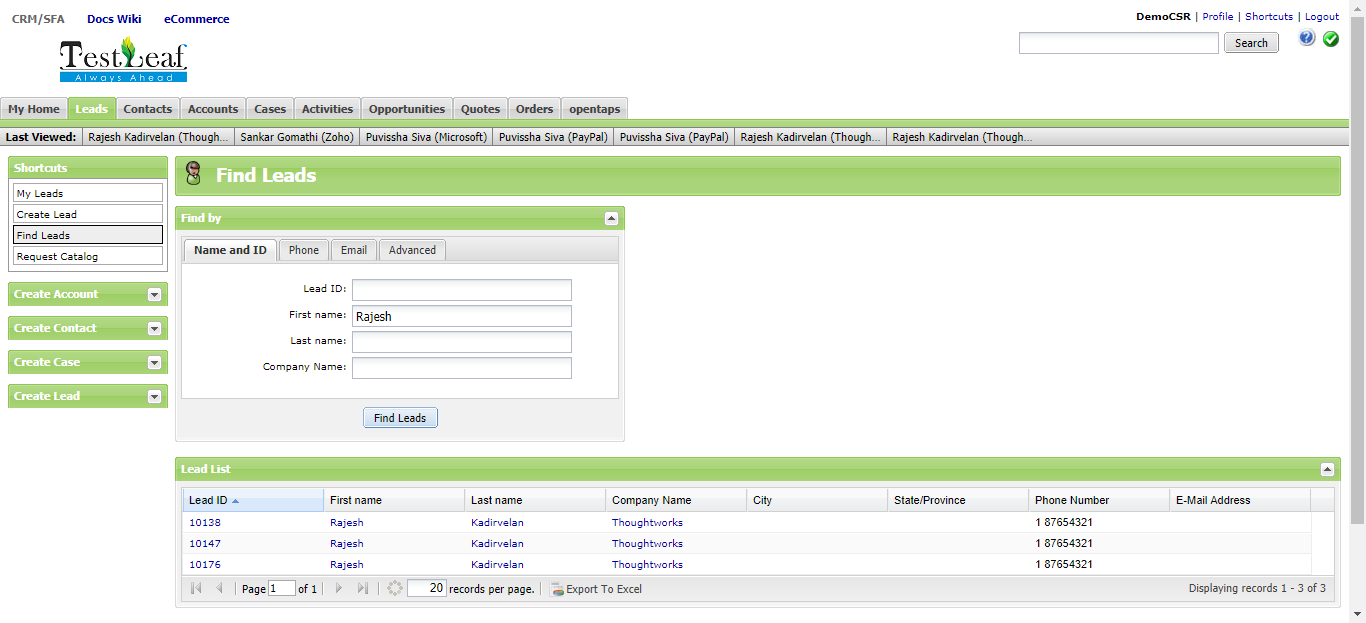 CRM/SFA Docs Wiki eCommerce
DemoCSR | Profile | Shortcuts | Logout
TestLeaf
Always Ahead
Search
My Home Leads Contacts Accounts Cases Activities Opportunities Quotes Orders opentaps
Last Viewed: Rajesh Kadirvelan (Though... Sankar Gomathi (Zoho) Puvissha Siva (Microsoft) Puvissha Siva (PayPal) Puvissha Siva (PayPal) Rajesh Kadirvelan (Though... Rajesh Kadirvelan (Though...
Shortcuts
My Leads
Create Lead
Find Leads
Request Catalog
Create Account
Create Contact
Create Case
Create Lead
Find Leads
Find by
Name and ID Phone Email Advanced
Lead ID:
First name: Rajesh
Last name:
Company Name:
Find Leads
Lead List
Lead ID First name Last name Company Name City State/Province Phone Number E-Mail Address
10138 Rajesh Kadirvelan Thoughtworks 1 87654321
10147 Rajesh Kadirvelan Thoughtworks 1 87654321
10176 Rajesh Kadirvelan Thoughtworks 1 87654321
Page 1 of 1 20 records per page. Export To Excel Displaying records 1 - 3 of 3